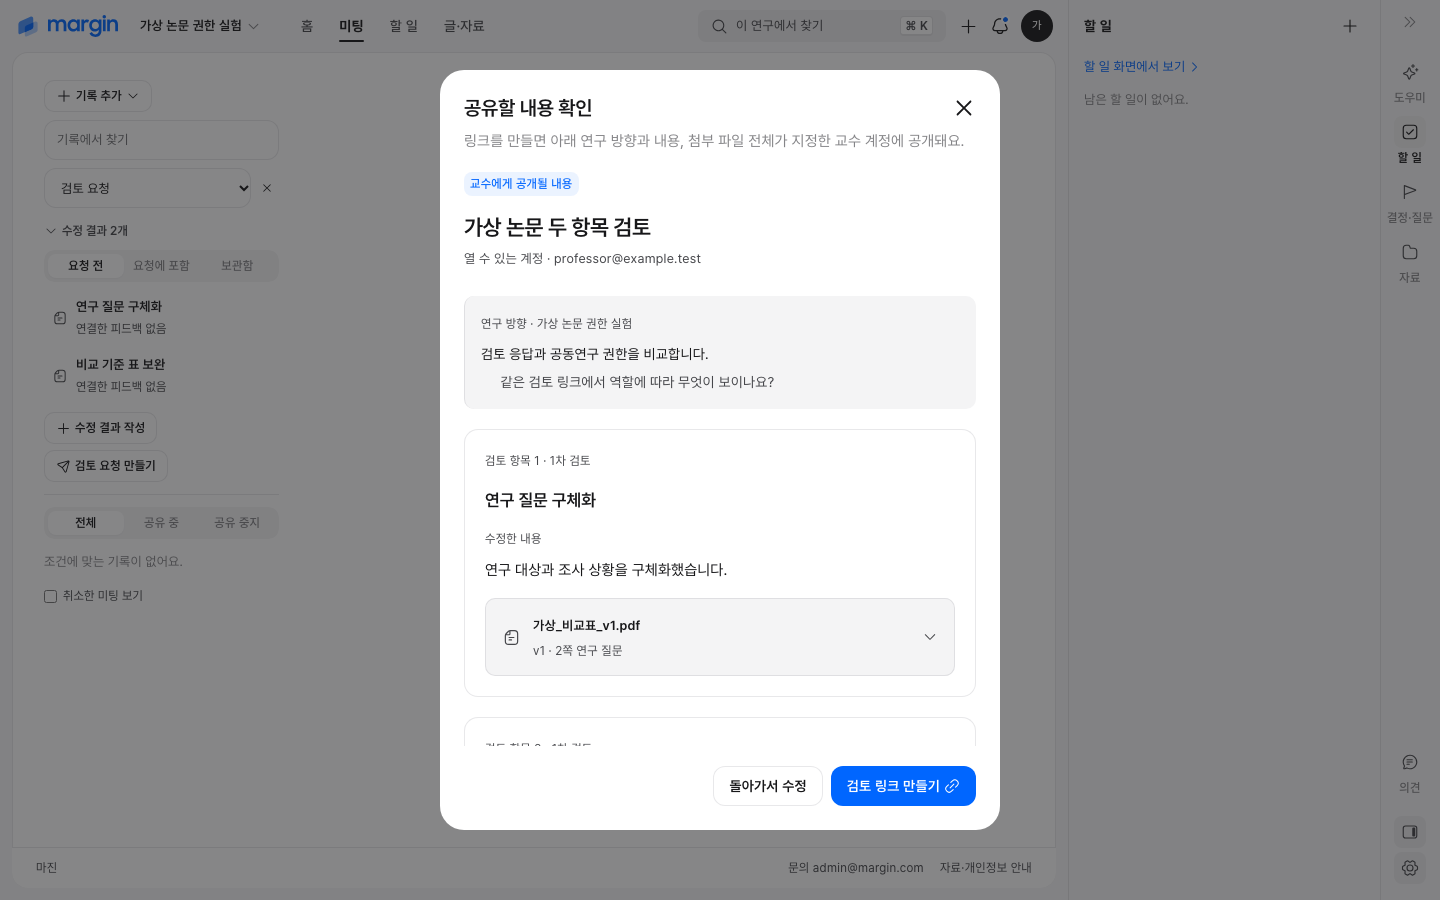 margin
가상 논문 권한 실험
홈
미팅
할 일
글·자료
이 연구에서 찾기
⌘ K
가
할 일
기록 추가
기록에서 찾기
검토 요청
수정 결과 2개
요청 전
요청에 포함
보관함
연구 질문 구체화
연결한 피드백 없음
비교 기준 표 보완
연결한 피드백 없음
수정 결과 작성
검토 요청 만들기
전체
공유 중
공유 중지
조건에 맞는 기록이 없어요.
취소한 미팅 보기
공유할 내용 확인
링크를 만들면 아래 연구 방향과 내용, 첨부 파일 전체가 지정한 교수 계정에 공개돼요.
교수에게 공개될 내용
가상 논문 두 항목 검토
열 수 있는 계정 · professor@example.test
연구 방향 · 가상 논문 권한 실험
검토 응답과 공동연구 권한을 비교합니다.
같은 검토 링크에서 역할에 따라 무엇이 보이나요?
검토 항목 1 · 1차 검토
연구 질문 구체화
수정한 내용
연구 대상과 조사 상황을 구체화했습니다.
가상_비교표_v1.pdf
v1 · 2쪽 연구 질문
돌아가서 수정
검토 링크 만들기
할 일 화면에서 보기
남은 할 일이 없어요.
도우미
할 일
결정·질문
자료
의견
마진
문의 admin@margin.com
자료·개인정보 안내